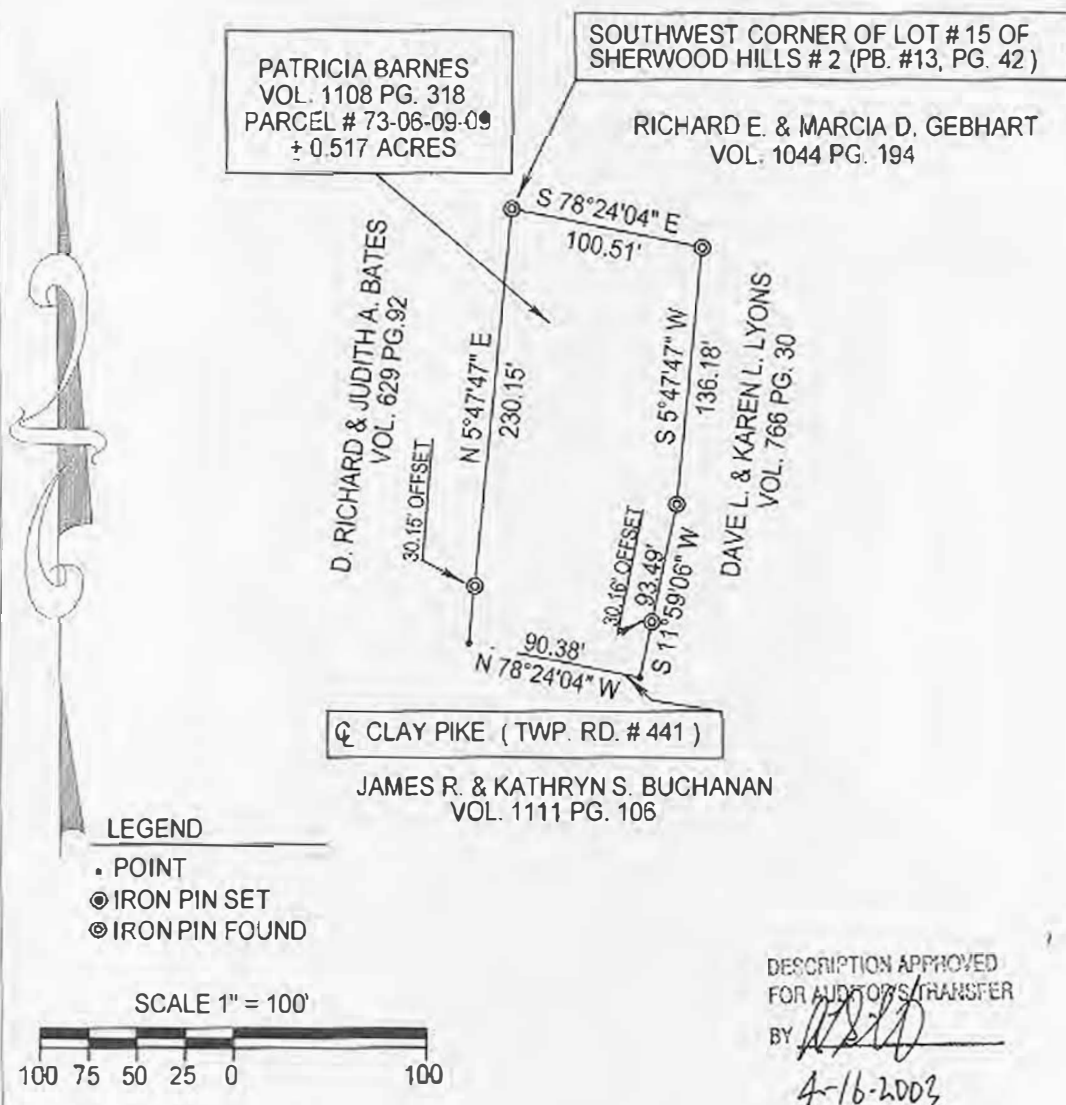 SOUTHWEST CORNER OF LOT # 15 OF
SHERWOOD HILLS # 2 (PB. #13, PG. 42 )
PATRICIA BARNES
VOL. 1108 PG. 318
PARCEL # 73-06-09-09
± 0.517 ACRES
RICHARD E. & MARCIA D. GEBHART
VOL. 1044 PG. 194
S 78°24'04" E
100.51'
D. RICHARD & JUDITH A. BATES
VOL. 629 PG.92
N 5°47'47" E
230.15'
S 5°47'47" W
136.18'
DAVE L. & KAREN L. LYONS
VOL. 766 PG. 30
30.15' OFFSET
30.16' OFFSET
93.49'
S 11°59'06" W
90.38'
N 78°24'04" W
℄ CLAY PIKE ( TWP. RD. # 441 )
JAMES R. & KATHRYN S. BUCHANAN
VOL. 1111 PG. 106
LEGEND
POINT
IRON PIN SET
IRON PIN FOUND
SCALE 1" = 100'
100 75 50 25 0 100
DESCRIPTION APPROVED
FOR AUDITOR'S TRANSFER
BY
4-16-2003